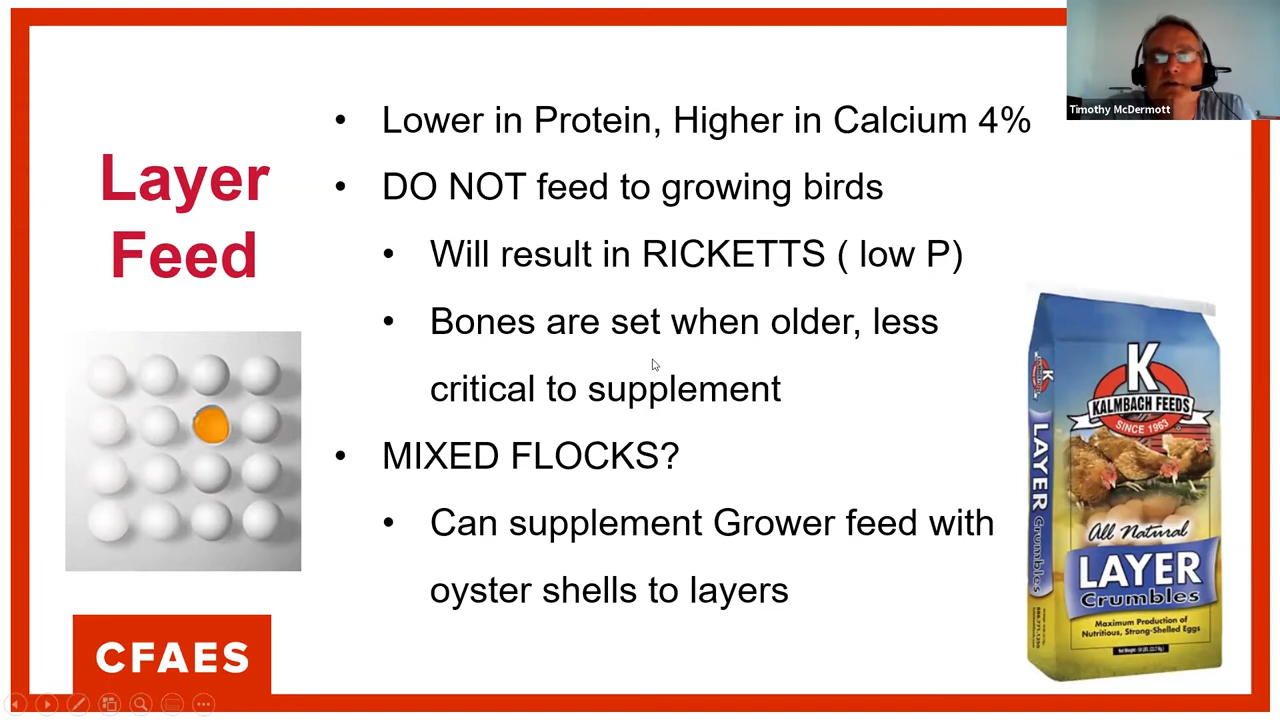 Timothy McDermott
Layer
Feed
• Lower in Protein, Higher in Calcium 4%
• DO NOT feed to growing birds
• Will result in RICKETTS ( low P)
• Bones are set when older, less
critical to supplement
• MIXED FLOCKS?
• Can supplement Grower feed with
oyster shells to layers
CFAES
K
KALMBACH FEEDS
SINCE 1963
All Natural
LAYER
Crumbles
Maximum Production of
Nutritious, Strong-Shelled Eggs
K
LAYER Crumbles